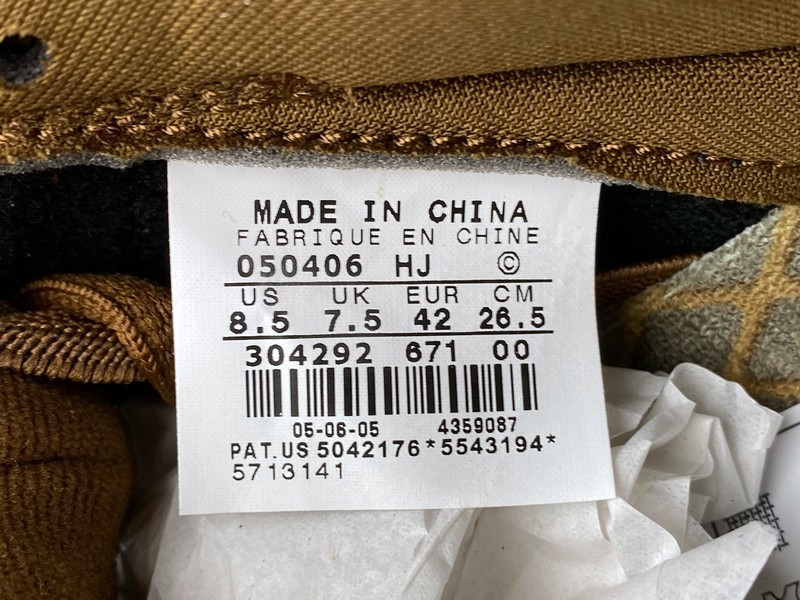 MADE IN CHINA
FABRIQUE EN CHINE
050406 HJ ©
US UK EUR CM
8.5 7.5 42 26.5
304292 671 00
05-06-05 4359087
PAT.US 5042176*5543194*
5713141